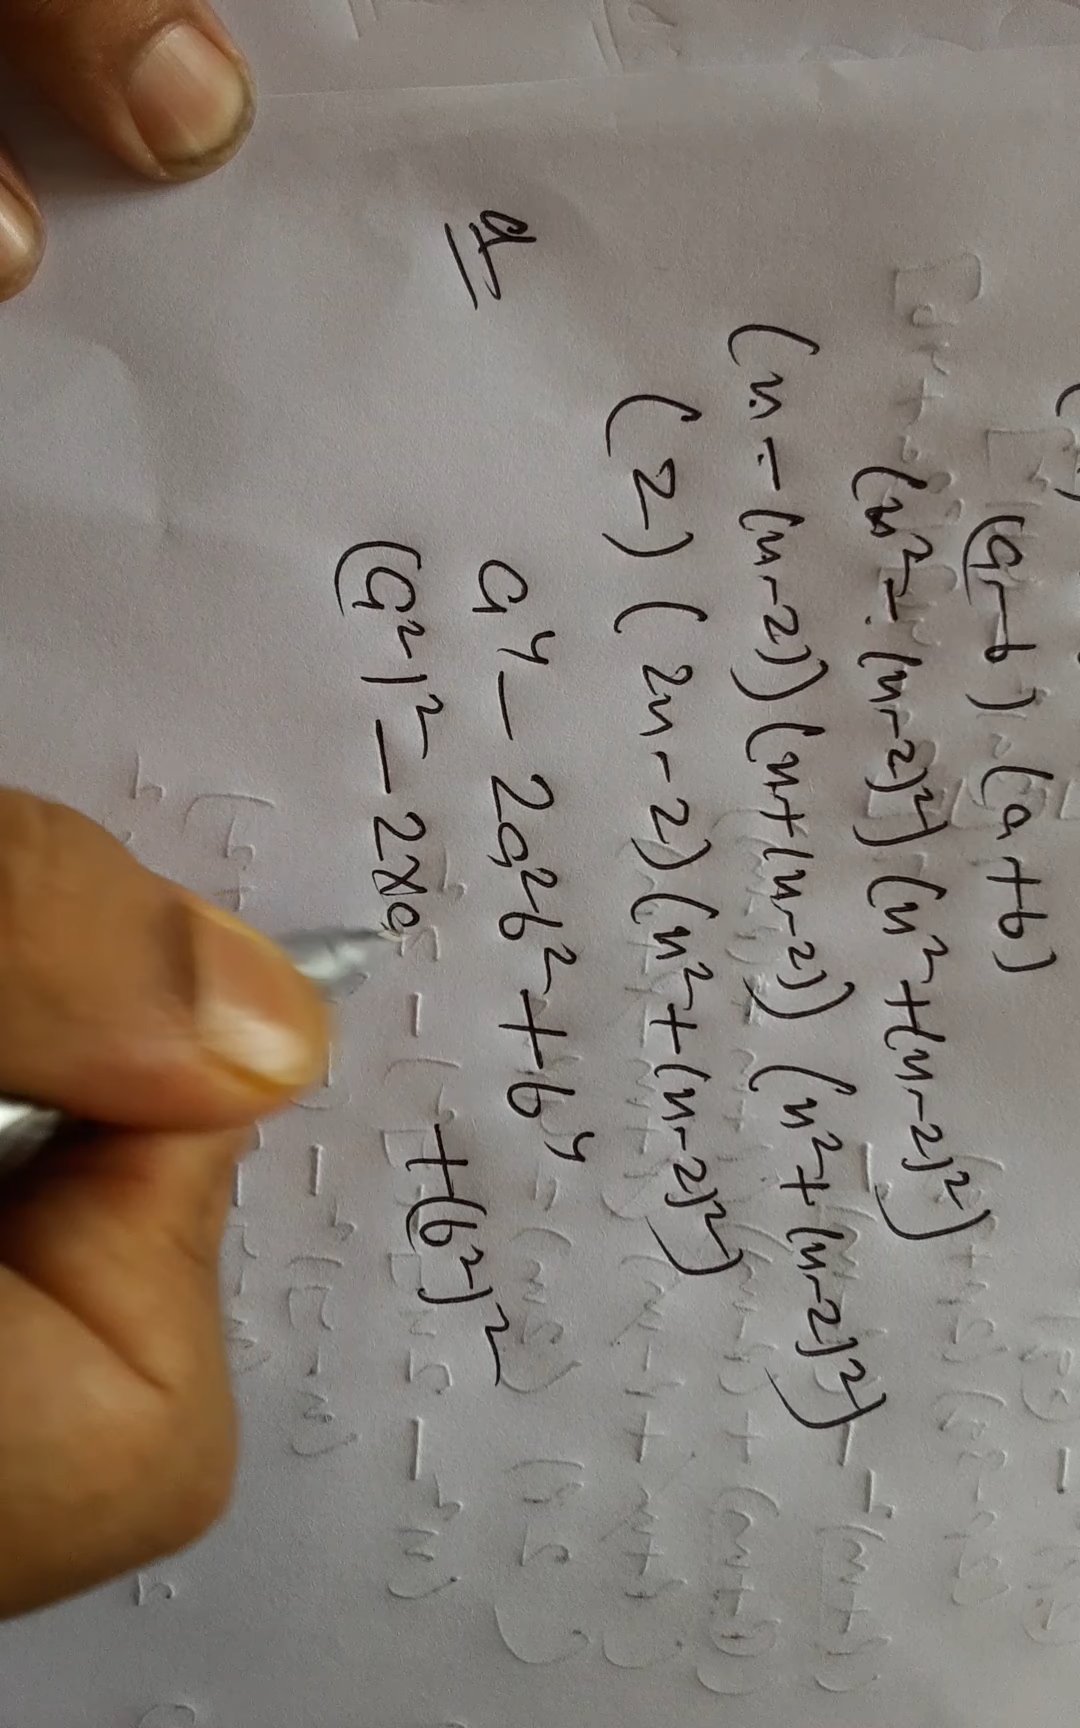 (a-b) (a+b)
(x²-(x-2)²) (x²+(x-2)²)
(x-(x-2)) (x+(x-2)) (x²+(x-2)²)
(2) (2x-2) (x²+(x-2)²)
a⁴-2a²b²+b⁴
(a²)²-2×a +(b²)²